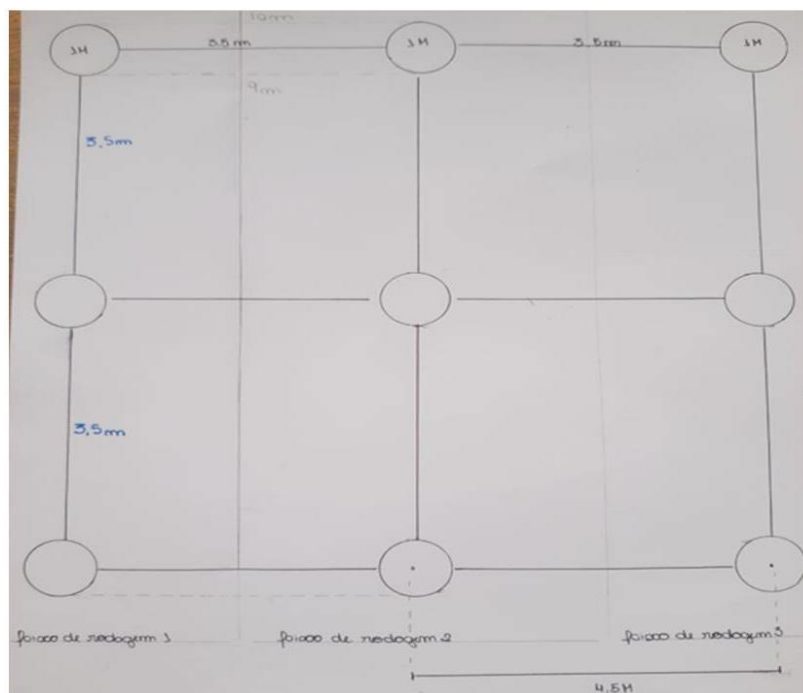 10m
1M 3,5m 1M 3,5m 1M
9m
3,5m
3,5m
faixa de rodagem 1 faixa de rodagem 2 faixa de rodagem 3
4,5M